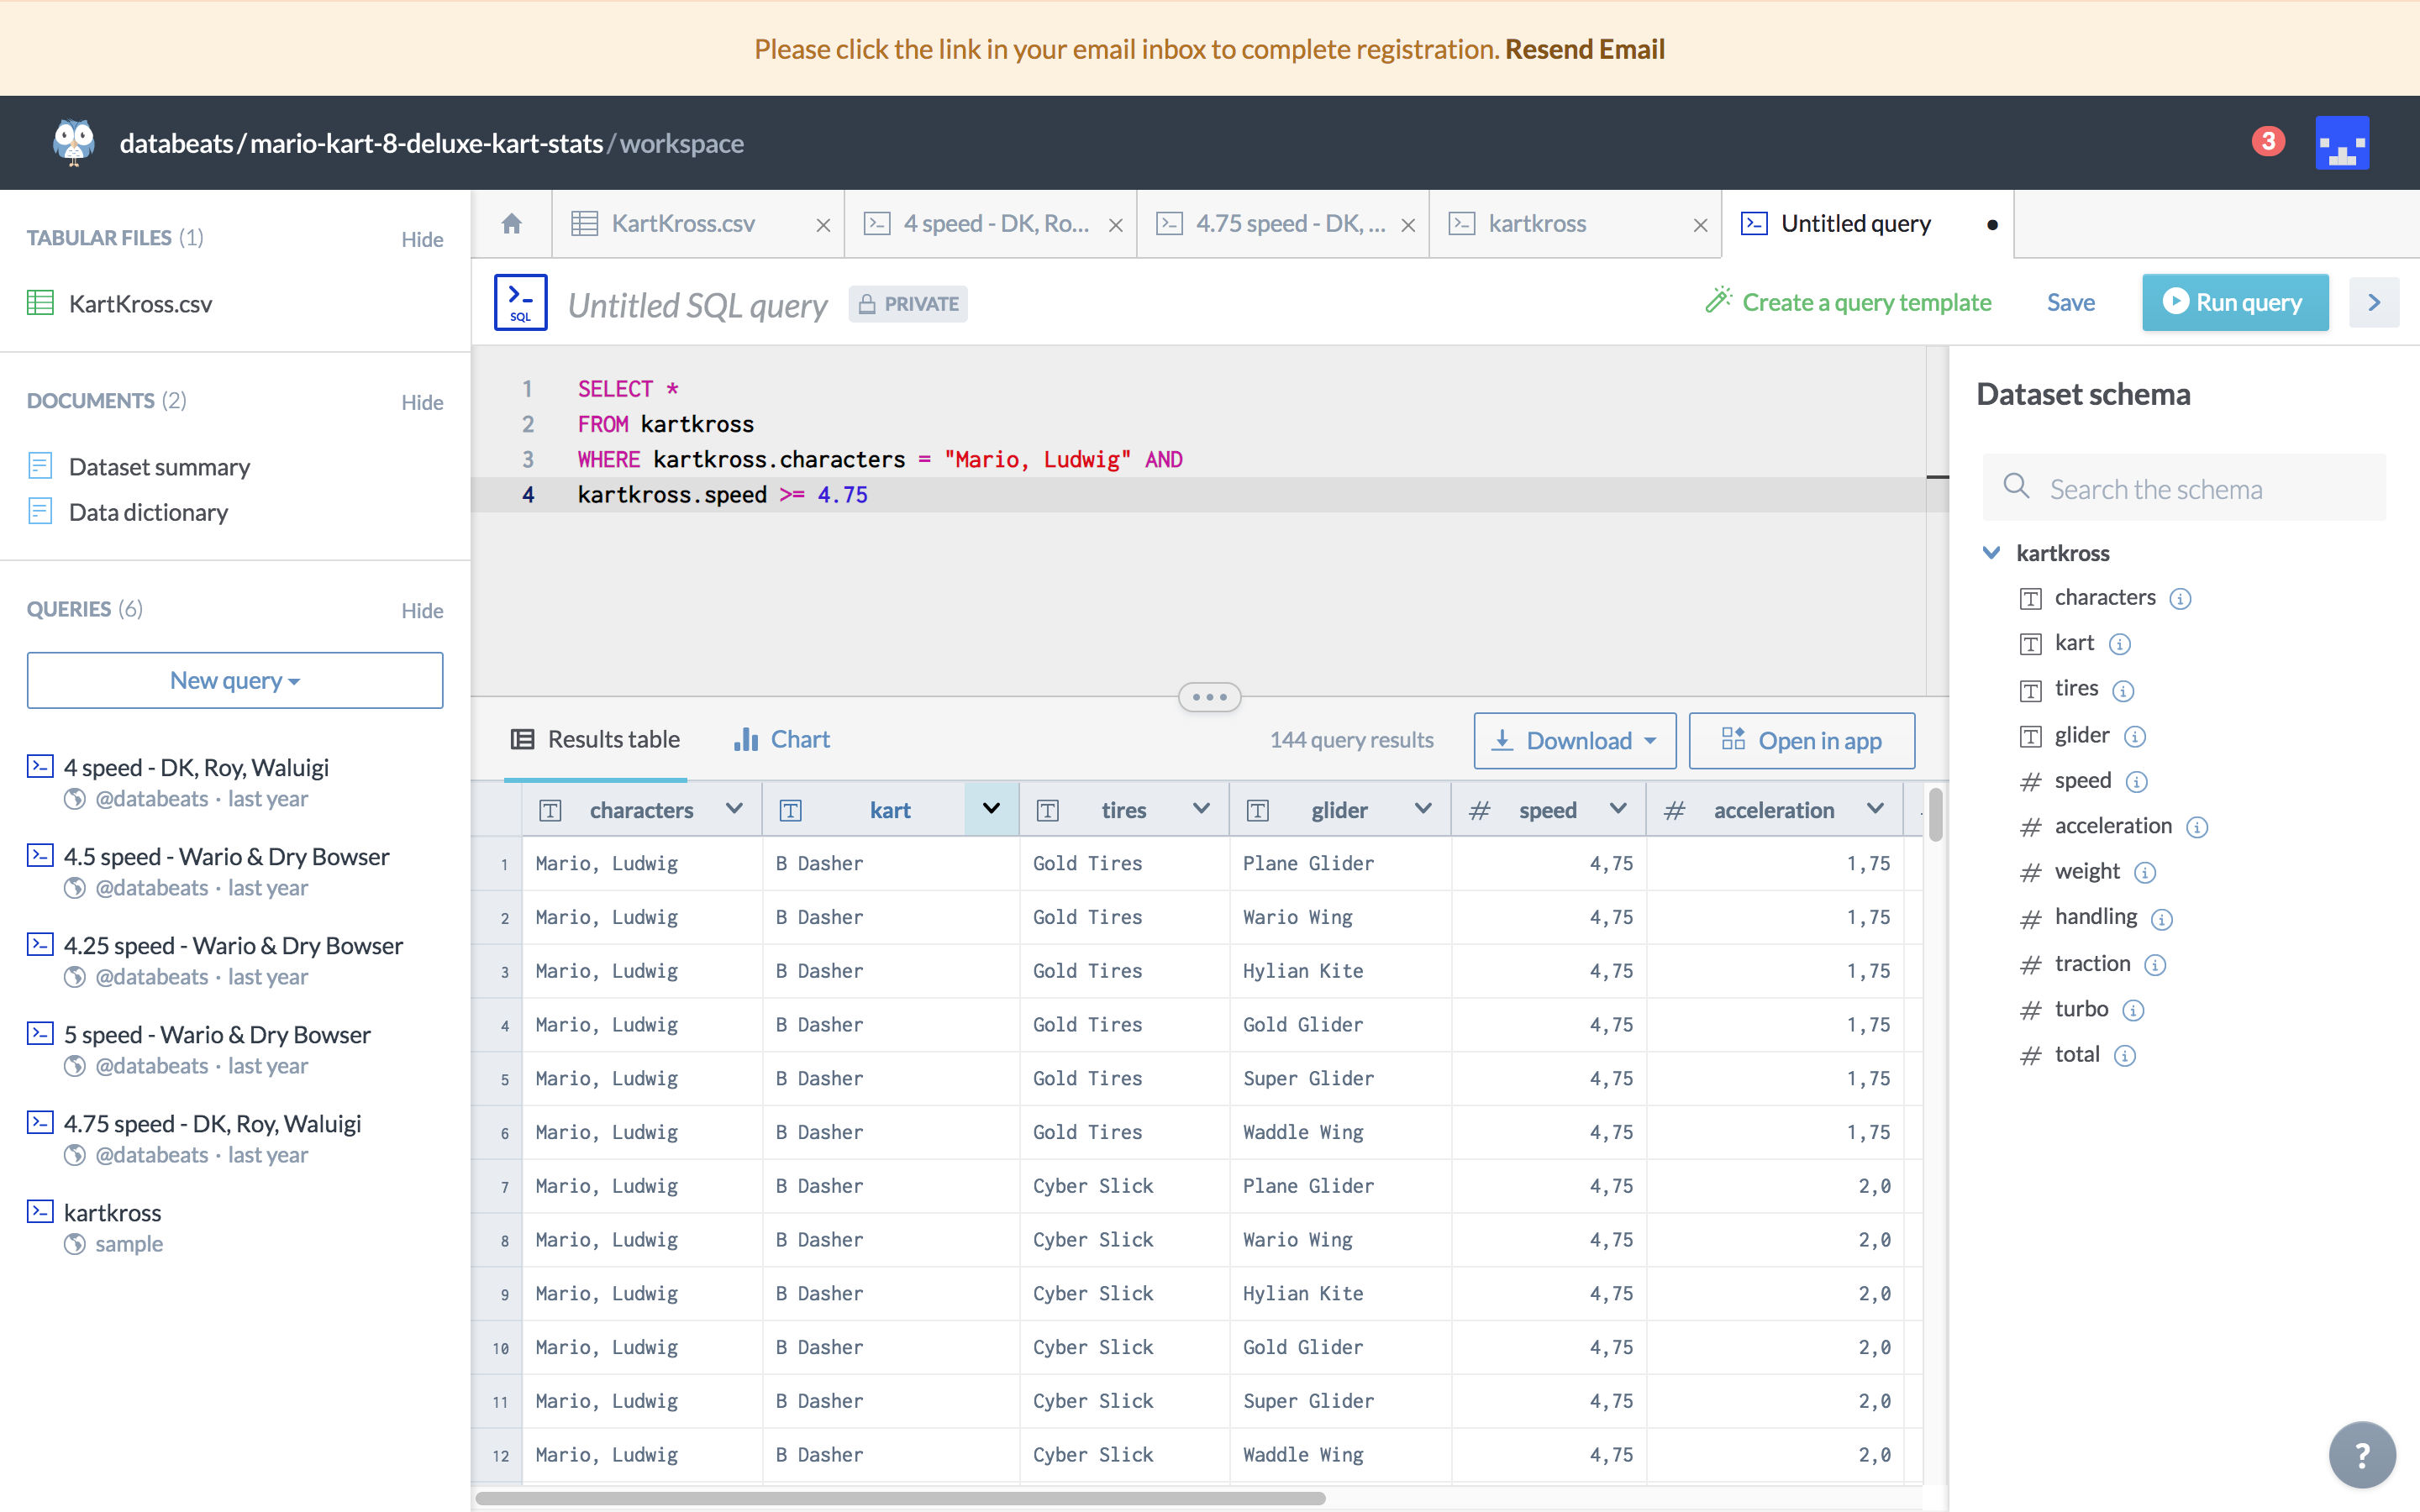 Please click the link in your email inbox to complete registration. Resend Email
databeats / mario-kart-8-deluxe-kart-stats / workspace
3
TABULAR FILES (1)
Hide
KartKross.csv
DOCUMENTS (2)
Hide
Dataset summary
Data dictionary
QUERIES (6)
Hide
New query
4 speed - DK, Roy, Waluigi
@databeats · last year
4.5 speed - Wario & Dry Bowser
@databeats · last year
4.25 speed - Wario & Dry Bowser
@databeats · last year
5 speed - Wario & Dry Bowser
@databeats · last year
4.75 speed - DK, Roy, Waluigi
@databeats · last year
kartkross
sample
KartKross.csv
4 speed - DK, Ro...
4.75 speed - DK, ...
kartkross
Untitled query
SQL
Untitled SQL query
PRIVATE
Create a query template
Save
Run query
1 SELECT *
2 FROM kartkross
3 WHERE kartkross.characters = "Mario, Ludwig" AND
4 kartkross.speed >= 4.75
Results table
Chart
144 query results
Download
Open in app
characters kart tires glider # speed # acceleration
1 Mario, Ludwig B Dasher Gold Tires Plane Glider 4,75 1,75
2 Mario, Ludwig B Dasher Gold Tires Wario Wing 4,75 1,75
3 Mario, Ludwig B Dasher Gold Tires Hylian Kite 4,75 1,75
4 Mario, Ludwig B Dasher Gold Tires Gold Glider 4,75 1,75
5 Mario, Ludwig B Dasher Gold Tires Super Glider 4,75 1,75
6 Mario, Ludwig B Dasher Gold Tires Waddle Wing 4,75 1,75
7 Mario, Ludwig B Dasher Cyber Slick Plane Glider 4,75 2,0
8 Mario, Ludwig B Dasher Cyber Slick Wario Wing 4,75 2,0
9 Mario, Ludwig B Dasher Cyber Slick Hylian Kite 4,75 2,0
10 Mario, Ludwig B Dasher Cyber Slick Gold Glider 4,75 2,0
11 Mario, Ludwig B Dasher Cyber Slick Super Glider 4,75 2,0
12 Mario, Ludwig B Dasher Cyber Slick Waddle Wing 4,75 2,0
Dataset schema
Search the schema
kartkross
T characters
T kart
T tires
T glider
# speed
# acceleration
# weight
# handling
# traction
# turbo
# total
?